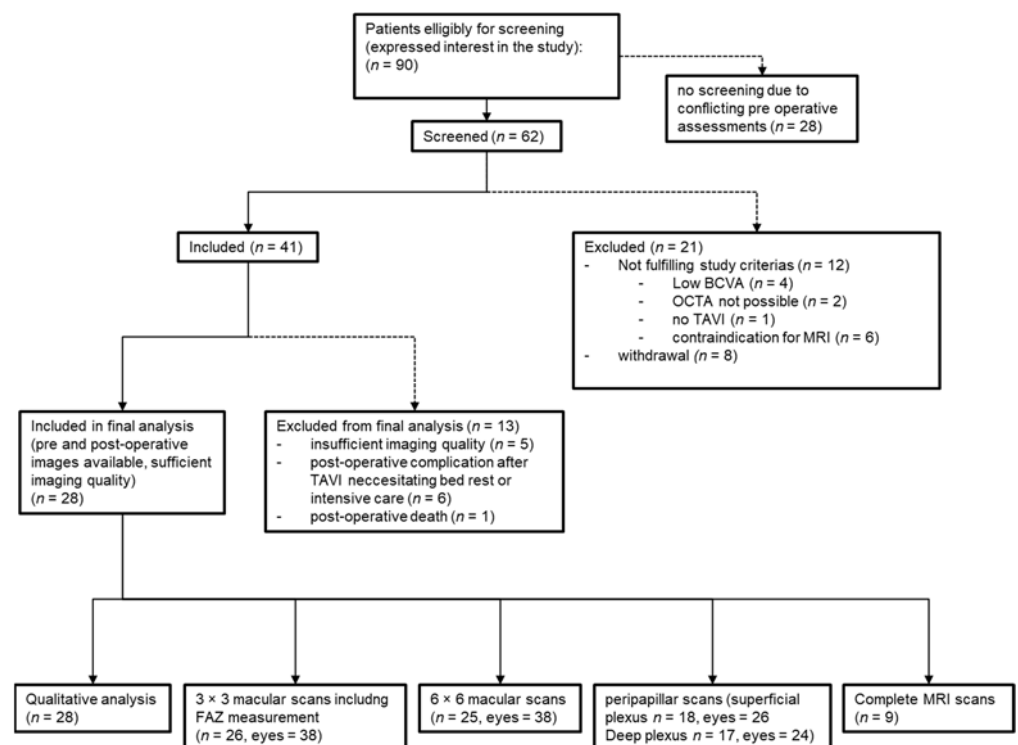 Patients elligibly for screening
(expressed interest in the study):
(n = 90)
no screening due to
conflicting pre operative
assessments (n = 28)
Screened (n = 62)
Included (n = 41)
Excluded (n = 21)
- Not fulfilling study criterias (n = 12)
- Low BCVA (n = 4)
- OCTA not possible (n = 2)
- no TAVI (n = 1)
- contraindication for MRI (n = 6)
- withdrawal (n = 8)
Included in final analysis
(pre and post-operative
images available, sufficient
imaging quality)
(n = 28)
Excluded from final analysis (n = 13)
- insufficient imaging quality (n = 5)
- post-operative complication after
TAVI neccesitating bed rest or
intensive care (n = 6)
- post-operative death (n = 1)
Qualitative analysis
(n = 28)
3 × 3 macular scans includng
FAZ measurement
(n = 26, eyes = 38)
6 × 6 macular scans
(n = 25, eyes = 38)
peripapillar scans (superficial
plexus n = 18, eyes = 26
Deep plexus n = 17, eyes = 24)
Complete MRI scans
(n = 9)